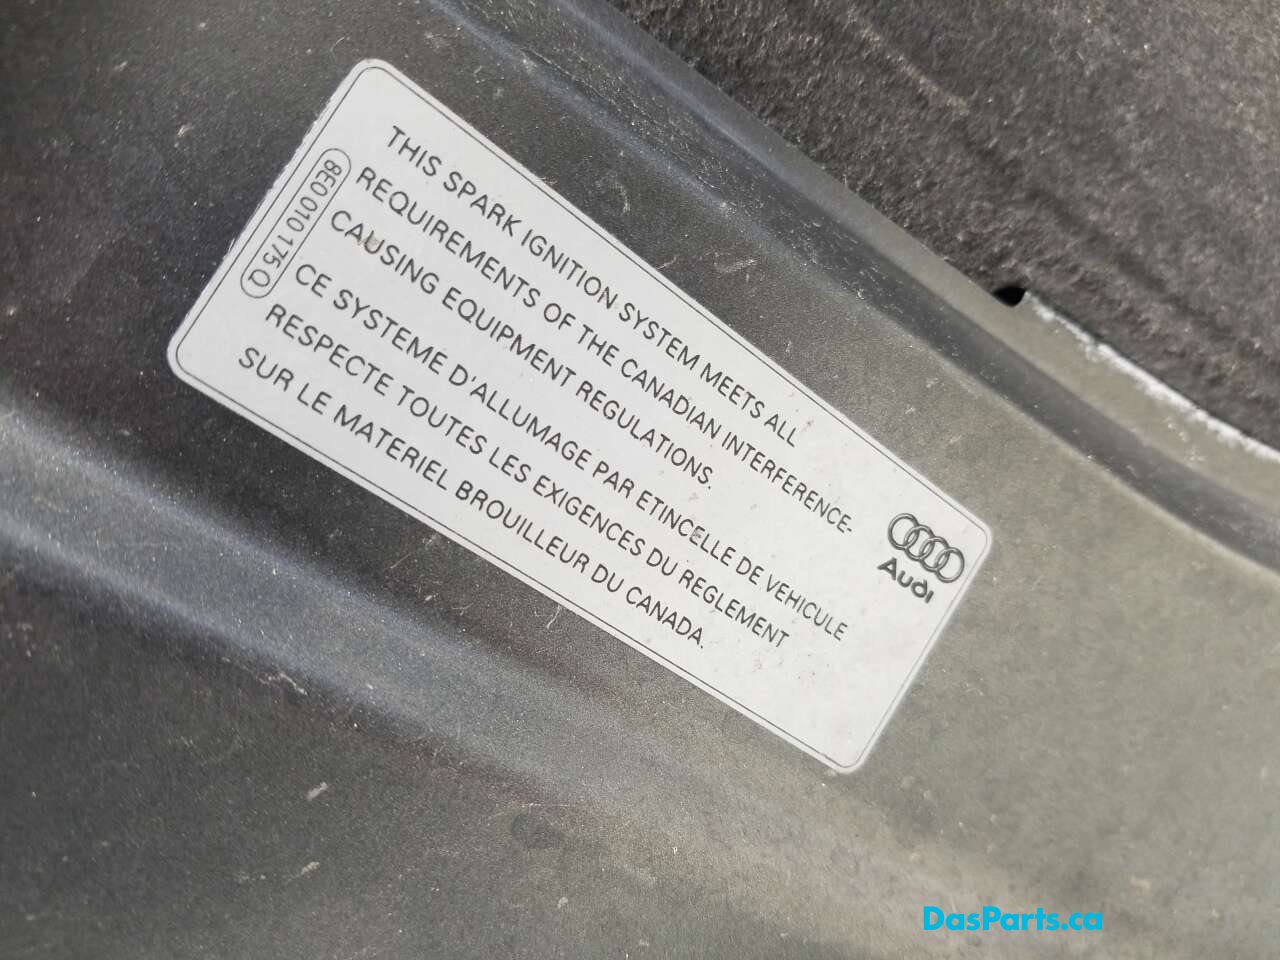 THIS SPARK IGNITION SYSTEM MEETS ALL
REQUIREMENTS OF THE CANADIAN INTERFERENCE-
CAUSING EQUIPMENT REGULATIONS.
CE SYSTEME D'ALLUMAGE PAR ETINCELLE DE VEHICULE
RESPECTE TOUTES LES EXIGENCES DU REGLEMENT
SUR LE MATERIEL BROUILLEUR DU CANADA.
8E0 010 175 Q
Audi
DasParts.ca